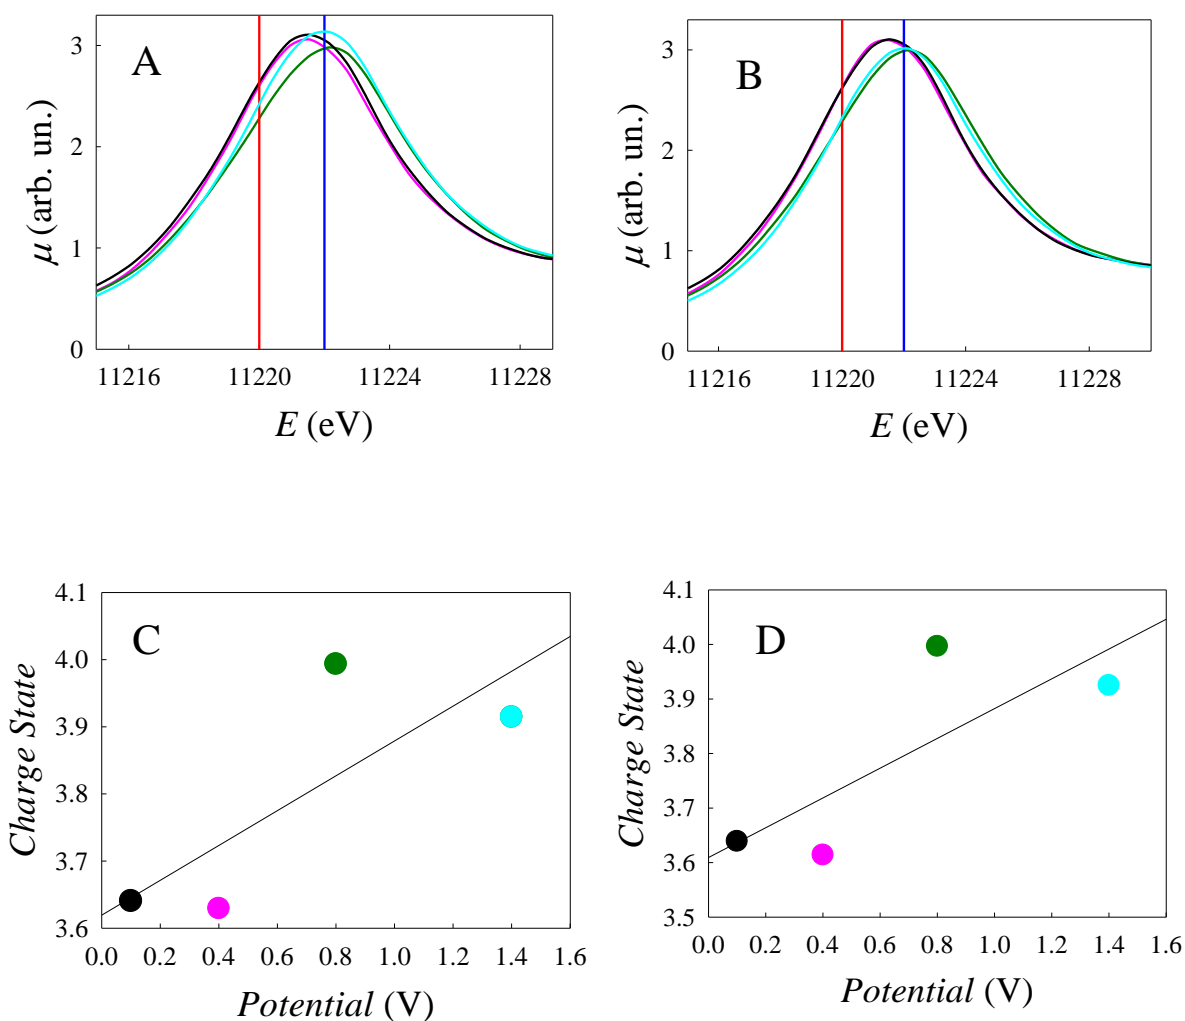 A
μ (arb. un.)
3
2
1
0
11216 11220 11224 11228
E (eV)
B
μ (arb. un.)
3
2
1
0
11216 11220 11224 11228
E (eV)
C
Charge State
4.1
4.0
3.9
3.8
3.7
3.6
0.0 0.2 0.4 0.6 0.8 1.0 1.2 1.4 1.6
Potential (V)
D
Charge State
4.1
4.0
3.9
3.8
3.7
3.6
3.5
0.0 0.2 0.4 0.6 0.8 1.0 1.2 1.4 1.6
Potential (V)